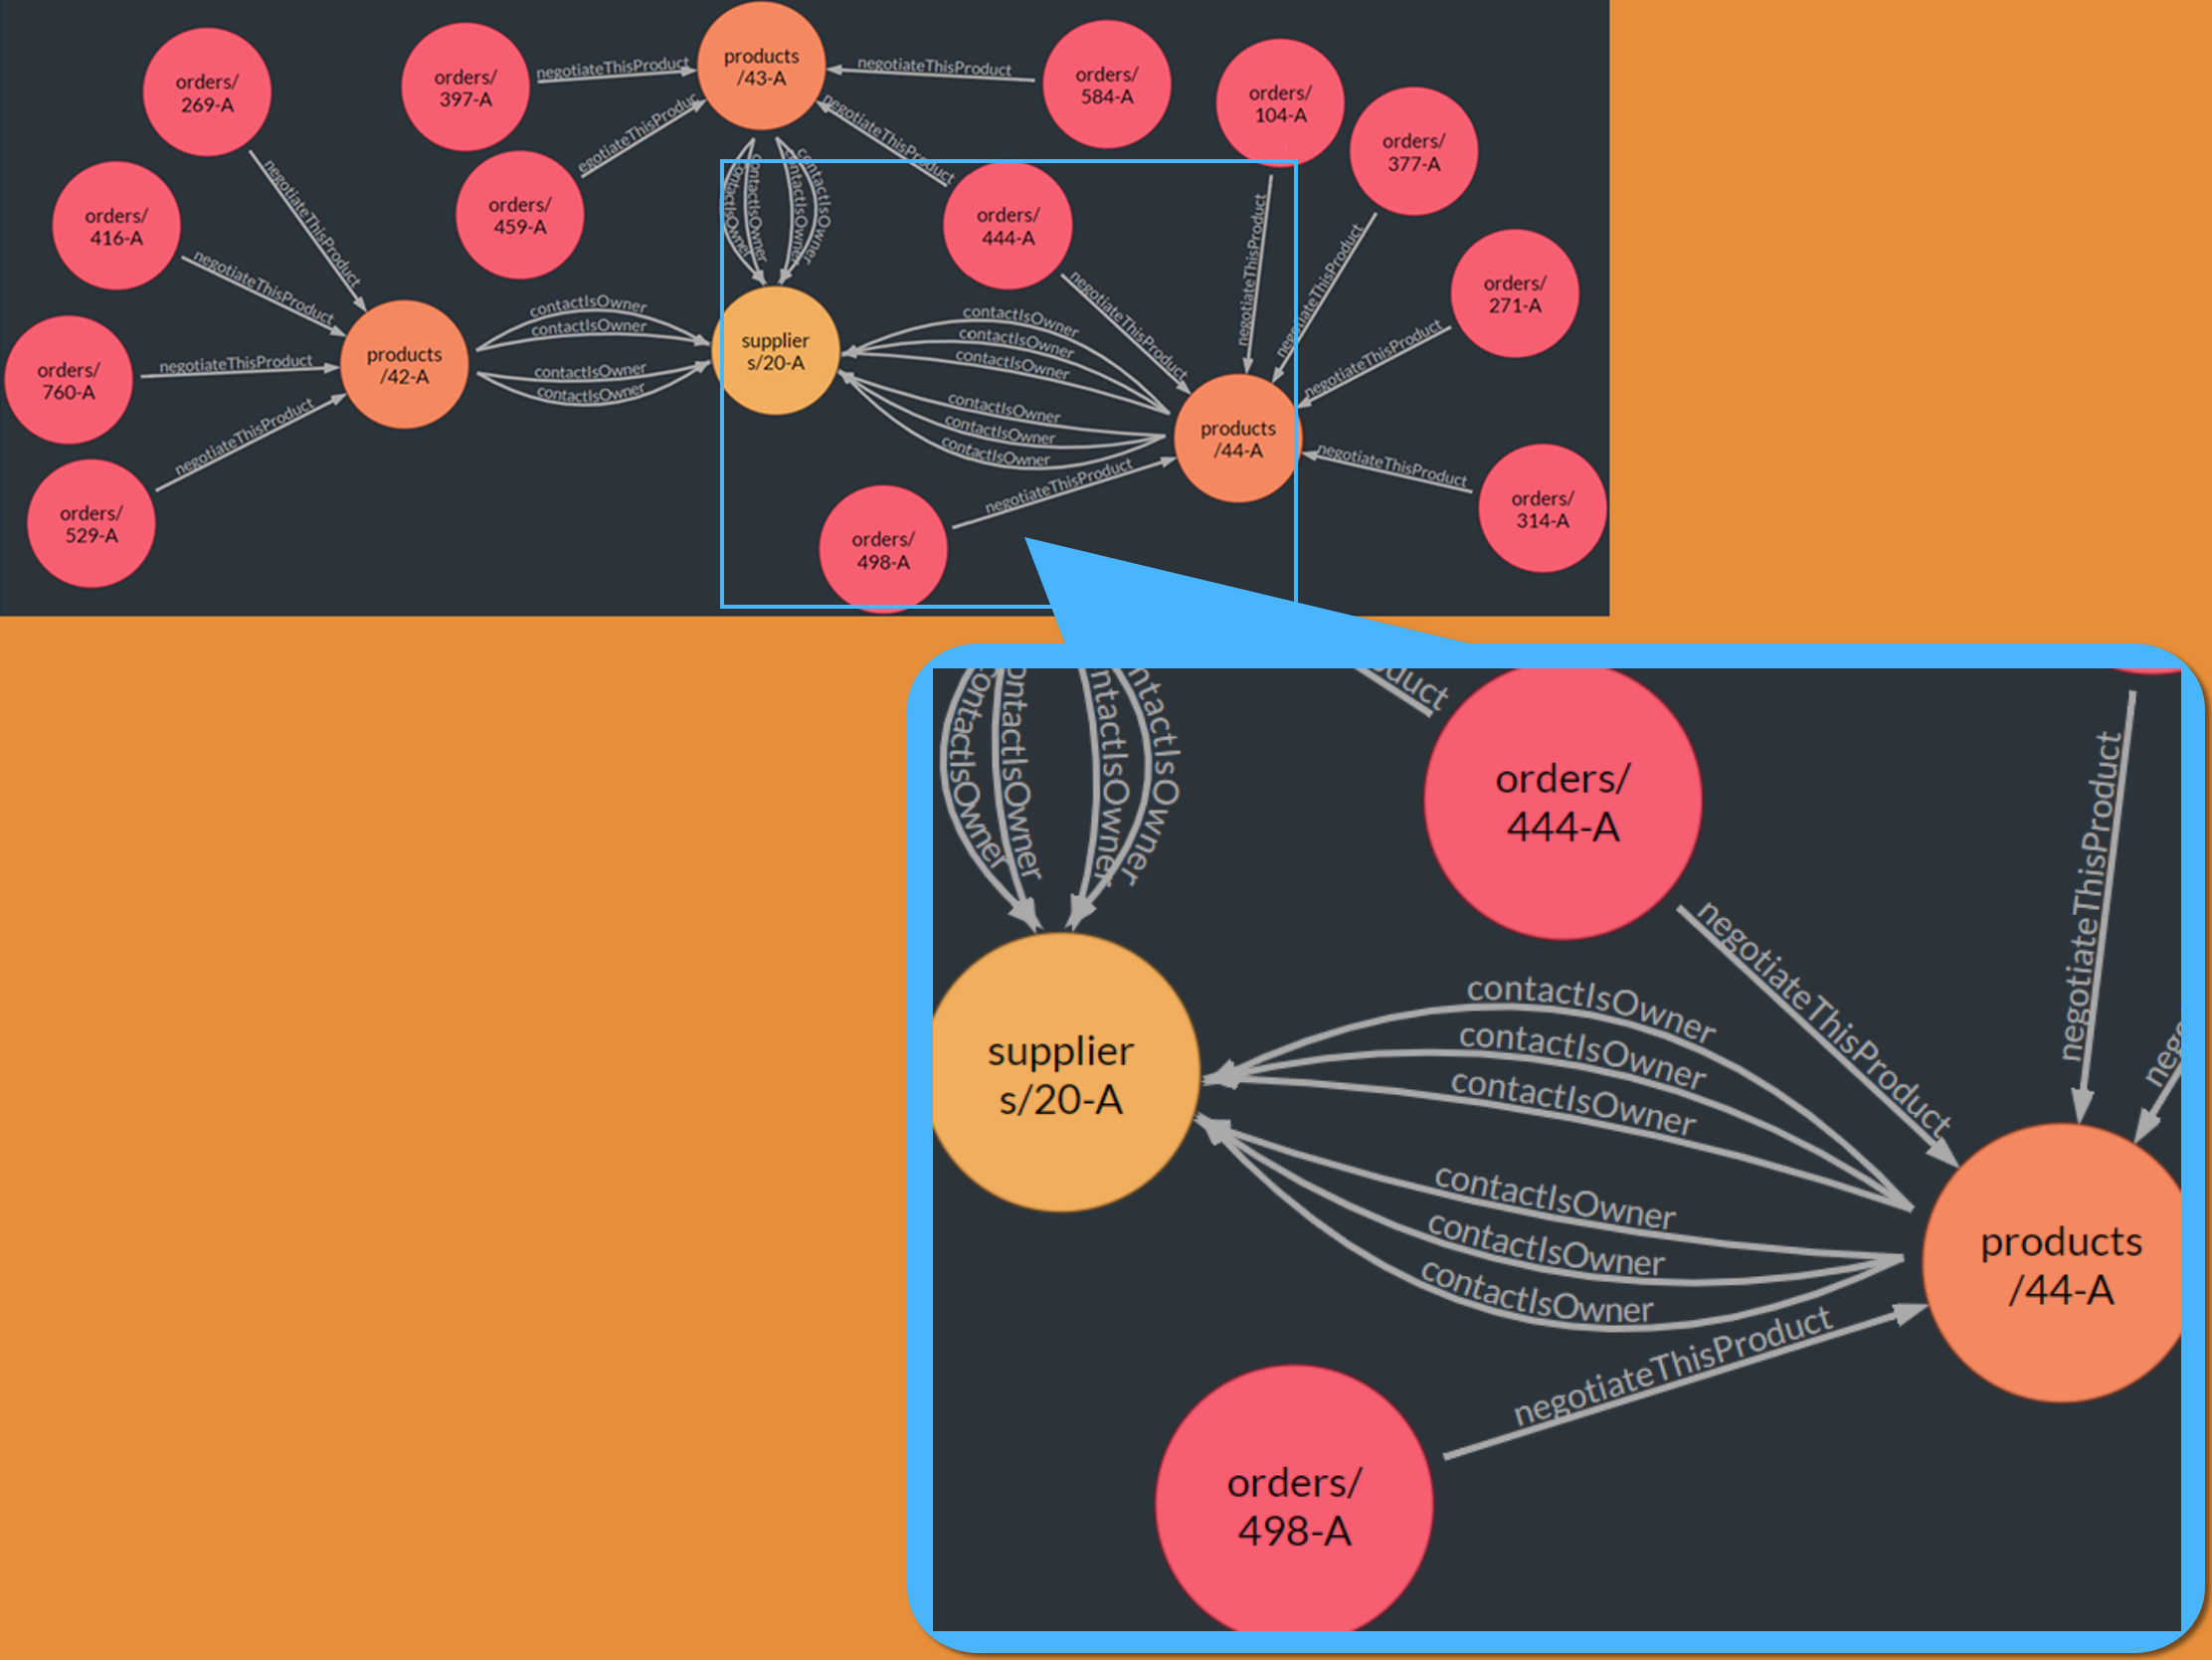 orders/
269-A
orders/
397-A
products
/43-A
orders/
584-A
orders/
104-A
orders/
377-A
negotiateThisProduct
negotiateThisProduct
egotiateThisProduc
negotiateThisProduct
negotiateThisProduct
orders/
416-A
orders/
459-A
orders/
444-A
orders/
271-A
contactIsOwner
contactIsOwner
contactIsOwner
contactIsOwner
negotiateThisProduct
negotiateThisProduct
negotiateThisProduct
negotiateThisProduct
negotiateThisProduct
negotiateThisProduct
orders/
760-A
negotiateThisProduct
products
/42-A
contactIsOwner
contactIsOwner
contactIsOwner
contactIsOwner
supplier
s/20-A
contactIsOwner
contactIsOwner
contactIsOwner
contactIsOwner
contactIsOwner
contactIsOwner
products
/44-A
negotiateThisProduct
negotiateThisProduct
negotiateThisProduct
orders/
529-A
orders/
498-A
orders/
314-A
duct
ontactIsOwner
ontactIsOwner
ntactIsOwner
ntactIsOwner
orders/
444-A
negotiateThisProduct
negotiateThisProduct
nego
supplier
s/20-A
contactIsOwner
contactIsOwner
contactIsOwner
contactIsOwner
contactIsOwner
contactIsOwner
products
/44-A
negotiateThisProduct
orders/
498-A